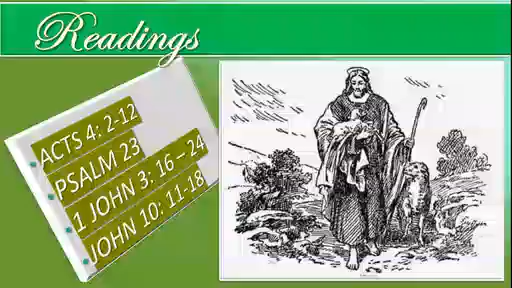 Readings
ACTS 4: 2-12
PSALM 23
1 JOHN 3: 16 – 24
JOHN 10: 11-18